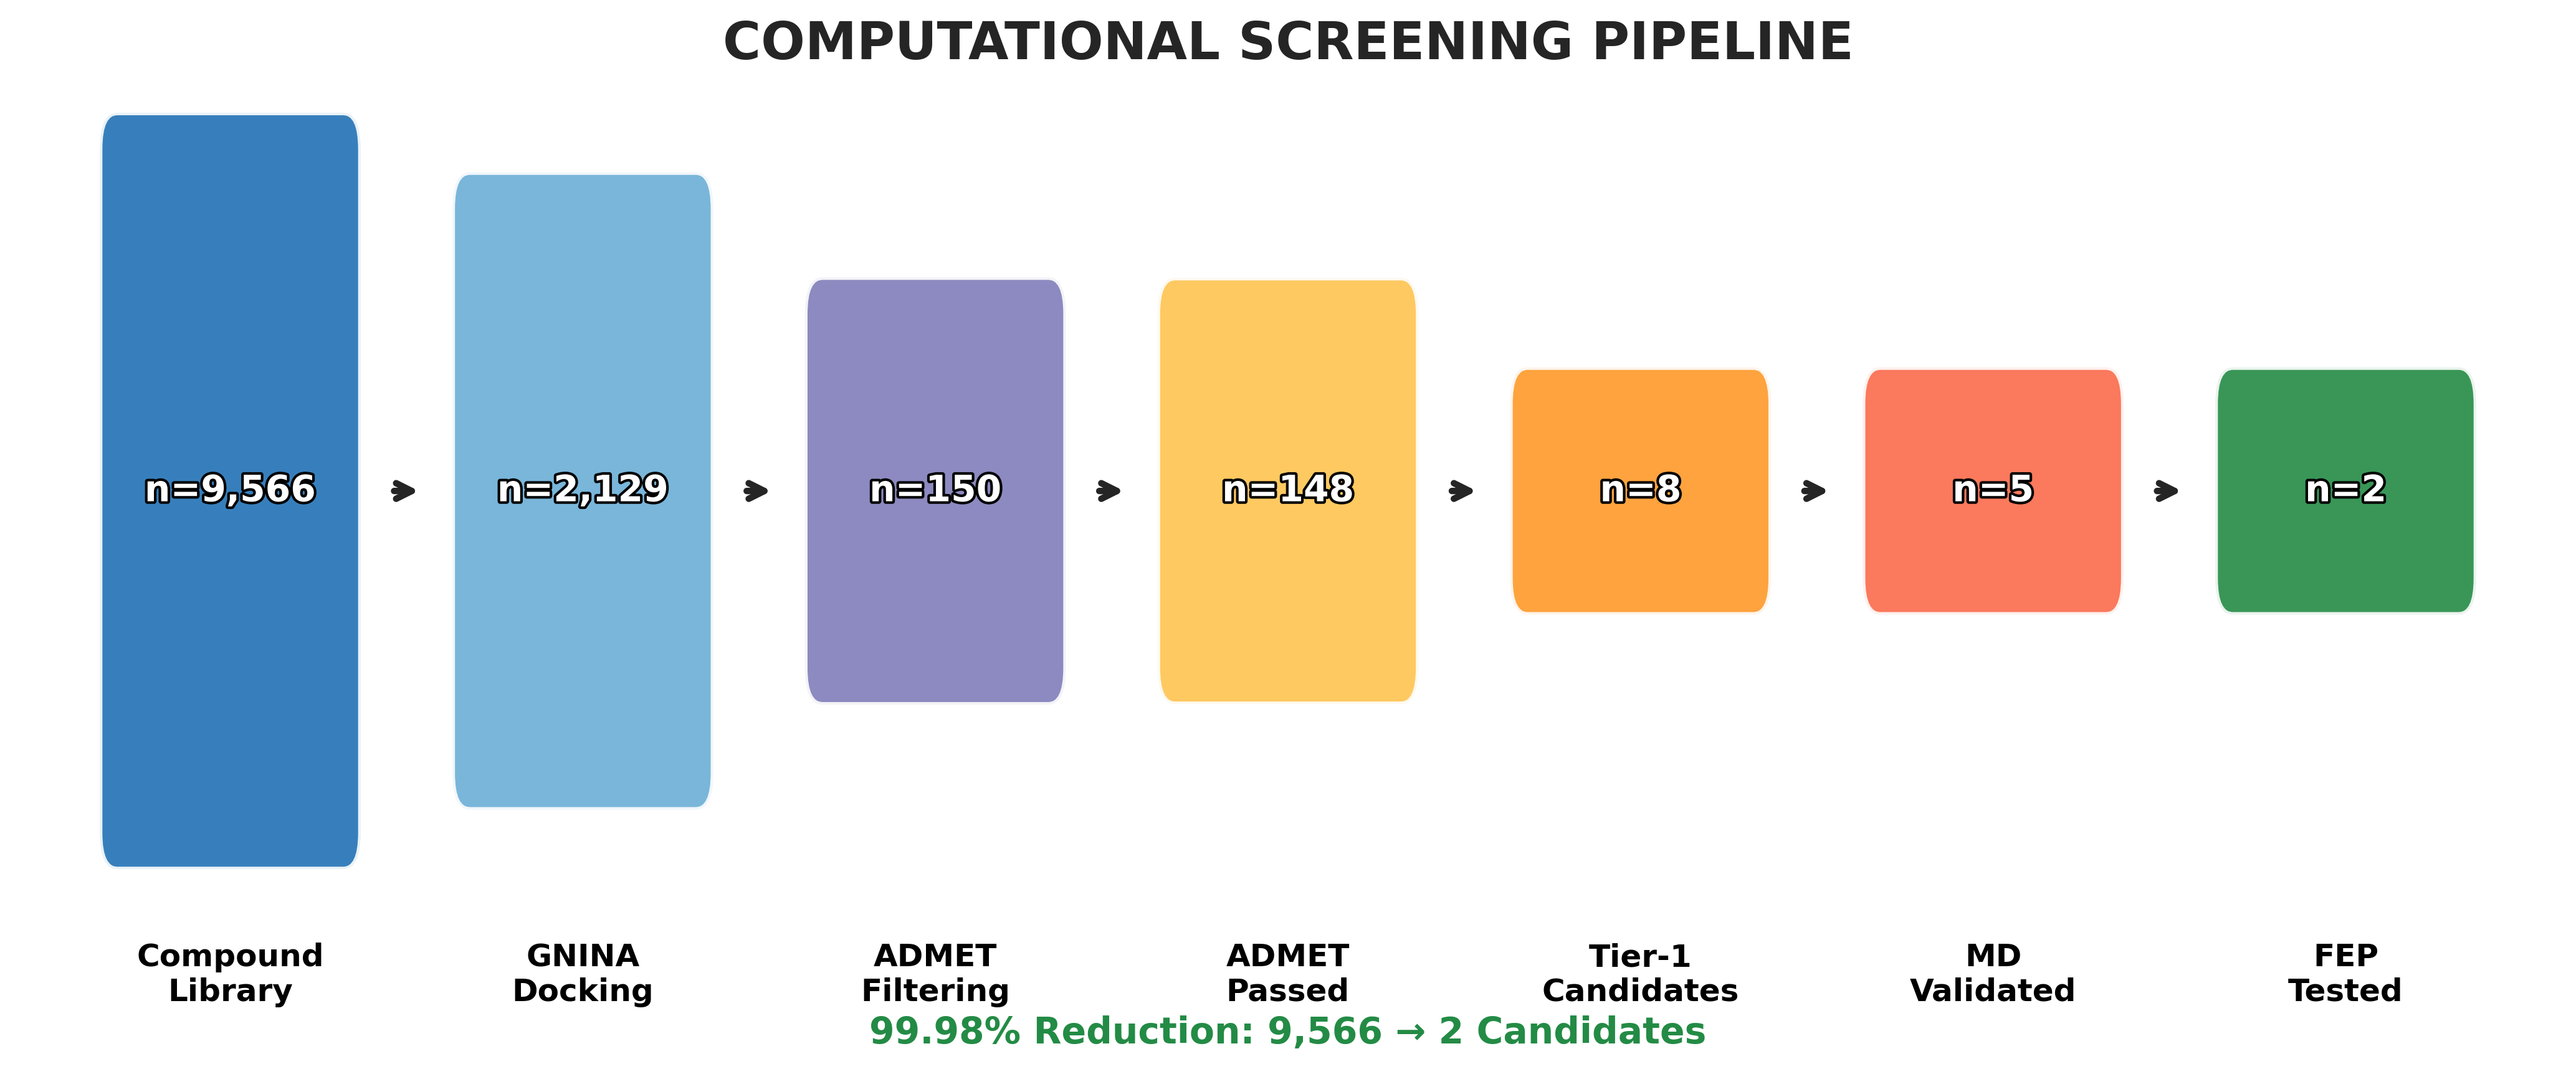 COMPUTATIONAL SCREENING PIPELINE
n=9,566
n=2,129
n=150
n=148
n=8
n=5
n=2
Compound
Library
GNINA
Docking
ADMET
Filtering
ADMET
Passed
Tier-1
Candidates
MD
Validated
FEP
Tested
99.98% Reduction: 9,566 → 2 Candidates